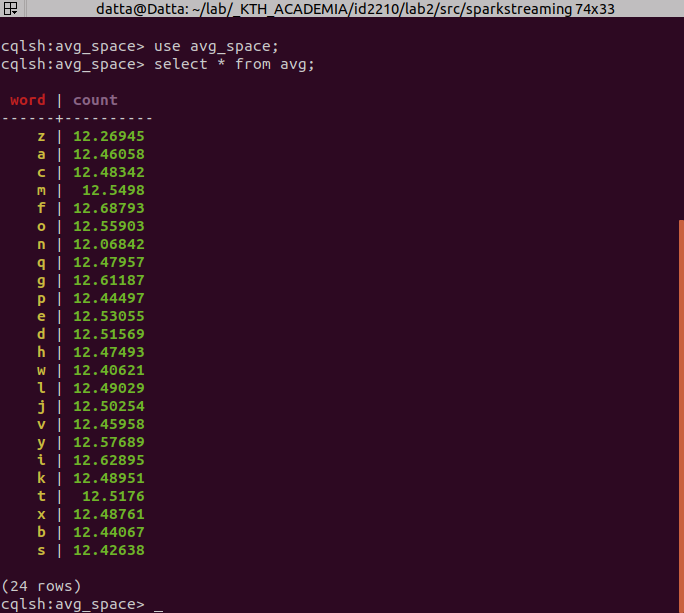 datta@Datta: ~/lab/_KTH_ACADEMIA/id2210/lab2/src/sparkstreaming 74x33
cqlsh:avg_space> use avg_space;
cqlsh:avg_space> select * from avg;
word | count
------+----------
z | 12.26945
a | 12.46058
c | 12.48342
m | 12.5498
f | 12.68793
o | 12.55903
n | 12.06842
q | 12.47957
g | 12.61187
p | 12.44497
e | 12.53055
d | 12.51569
h | 12.47493
w | 12.40621
l | 12.49029
j | 12.50254
v | 12.45958
y | 12.57689
i | 12.62895
k | 12.48951
t | 12.5176
x | 12.48761
b | 12.44067
s | 12.42638
(24 rows)
cqlsh:avg_space> _